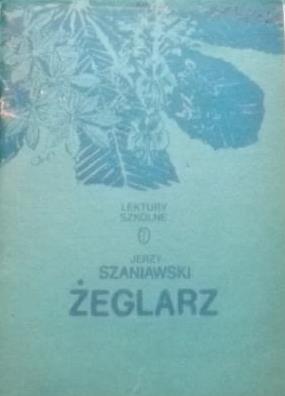 LEKTURY
SZKOLNE
JERZY
SZANIAWSKI
ŻEGLARZ